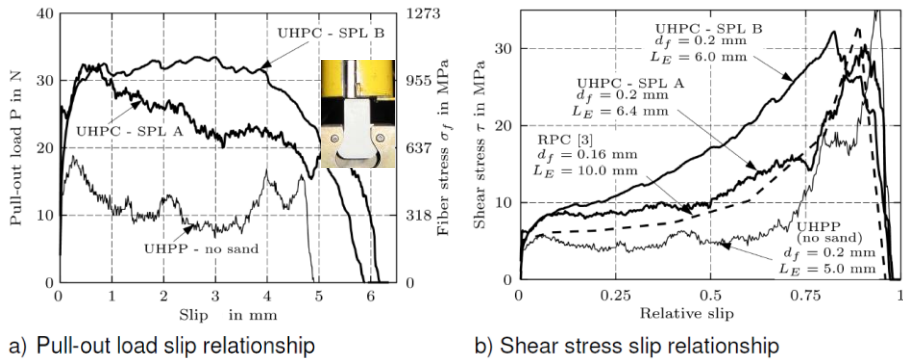 a)
1273
1055
955
637
318
0
40
30
20
10
0
0
1
2
3
4
5
6
Pull-out load P in N
Fiber stress σf in MPa
Slip in mm
UHPC - SPL B
UHPC - SPL A
UHPP - no sand
a) Pull-out load slip relationship
b)
30
20
10
0
0
0.25
0.5
0.75
1
Shear stress τ in MPa
Relative slip
UHPC - SPL B
df = 0.2 mm
LE = 6.0 mm
UHPC - SPL A
df = 0.2 mm
LE = 6.4 mm
RPC [3]
df = 0.16 mm
LE = 10.0 mm
UHPP
(no sand)
df = 0.2 mm
LE = 5.0 mm
b) Shear stress slip relationship